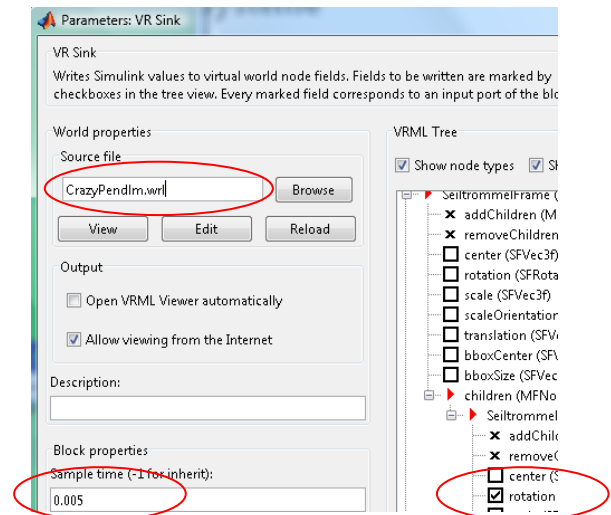 Parameters: VR Sink
VR Sink
Writes Simulink values to virtual world node fields. Fields to be written are marked by
checkboxes in the tree view. Every marked field corresponds to an input port of the blo
World properties
Source file
CrazyPendlm.wrl
Browse
View
Edit
Reload
Output
Open VRML Viewer automatically
Allow viewing from the Internet
Description:
Block properties
Sample time (-1 for inherit):
0.005
VRML Tree
Show node types
SeiltrommelFrame (
addChildren (M
removeChildren
center (SFVec3f)
rotation (SFRota
scale (SFVec3f)
scaleOrientation
translation (SFV
bboxCenter (SF
bboxSize (SFVec
children (MFNo
Seiltrommel
addChil
remove
center (S
rotation